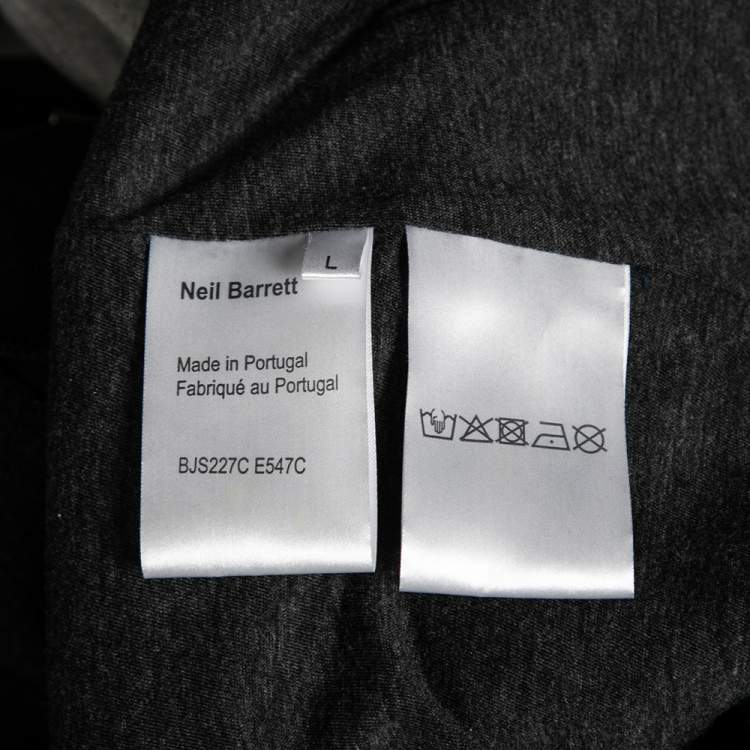 L
Neil Barrett
Made in Portugal
Fabriqué au Portugal
BJS227C E547C